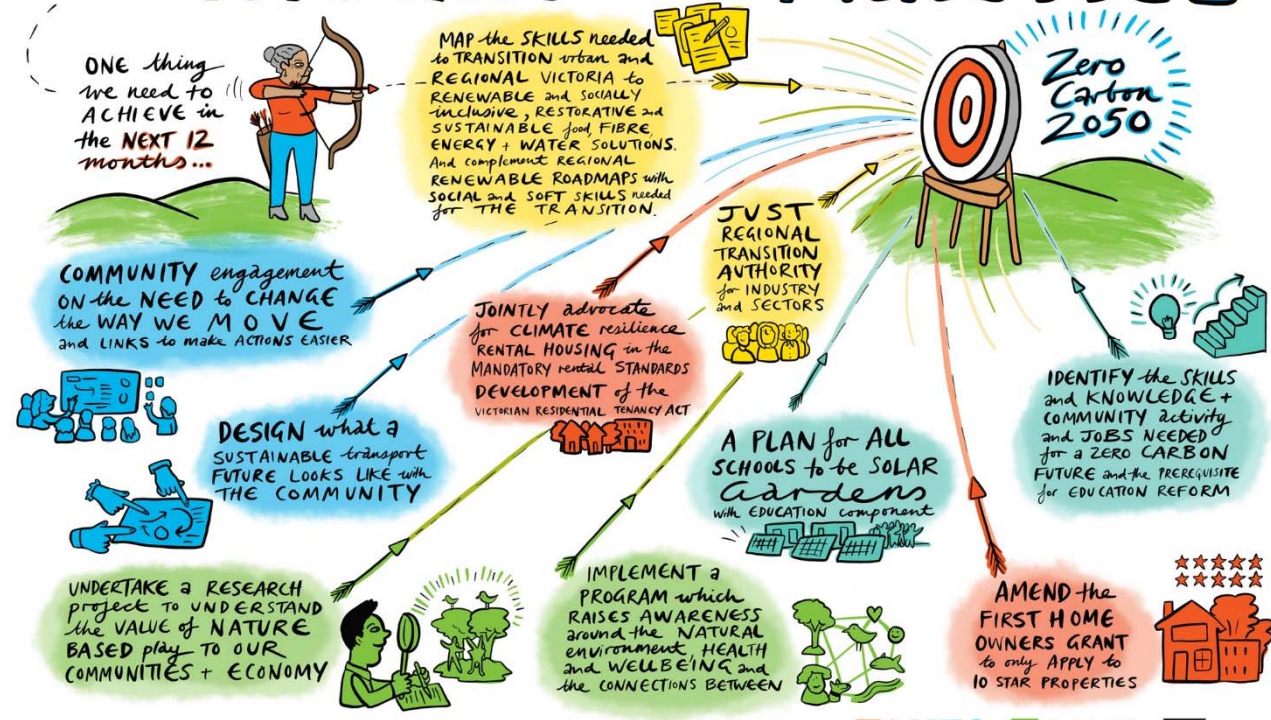 ONE thing
we need to
ACHIEVE in
the NEXT 12
months...
MAP the SKILLS needed
to TRANSITION urban and
REGIONAL VICTORIA to
RENEWABLE and SOCIALLY
inclusive, RESTORATIVE and
SUSTAINABLE food, FIBRE,
ENERGY + WATER SOLUTIONS.
And complement REGIONAL
RENEWABLE ROADMAPS with
SOCIAL and SOFT SKILLS needed
for THE TRANSITION.
Zero
Carbon
2050
COMMUNITY engagement
ON the NEED to CHANGE
the WAY WE MOVE
and LINKS to make ACTIONS EASIER
JUST
REGIONAL
TRANSITION
AUTHORITY
for INDUSTRY
and SECTORS
JOINTLY advocate
for CLIMATE resilience
RENTAL HOUSING in the
MANDATORY rental STANDARDS
DEVELOPMENT of the
VICTORIAN RESIDENTIAL TENANCY ACT
DESIGN what a
SUSTAINABLE transport
FUTURE LOOKS LIKE with
THE COMMUNITY
A PLAN for ALL
SCHOOLS to be SOLAR
Gardens
with EDUCATION component
IDENTIFY the SKILLS
and KNOWLEDGE +
COMMUNITY activity
and JOBS NEEDED
for a ZERO CARBON
FUTURE and the PREREQUISITE
for EDUCATION REFORM
UNDERTAKE a RESEARCH
project TO UNDERSTAND
the VALUE of NATURE
BASED play TO OUR
COMMUNITIES + ECONOMY
IMPLEMENT a
PROGRAM which
RAISES AWARENESS
around the NATURAL
environment, HEALTH
and WELLBEING and
the CONNECTIONS BETWEEN
AMEND the
FIRST HOME
OWNERS GRANT
to only APPLY to
10 STAR PROPERTIES